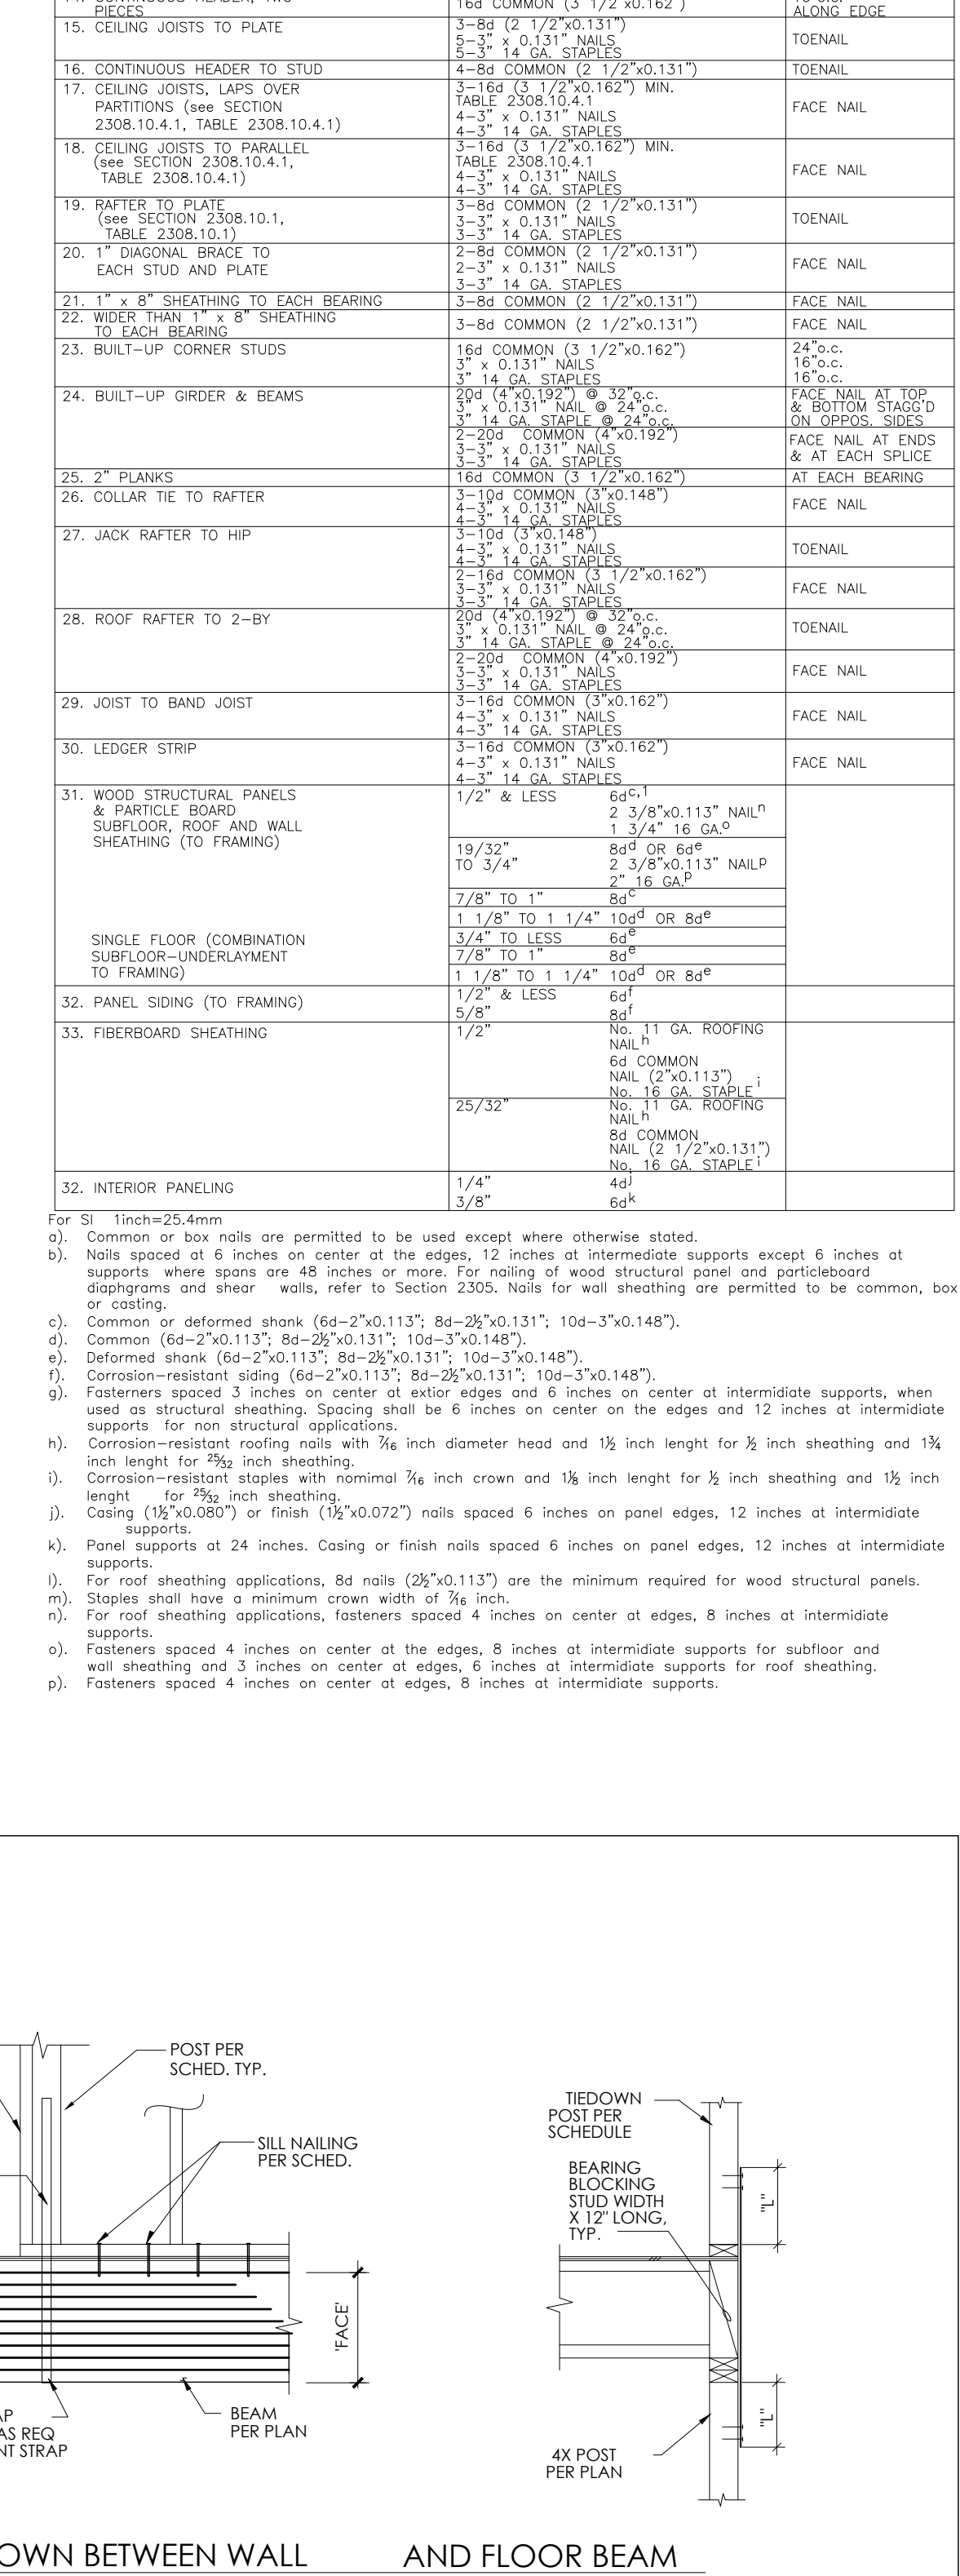 PIECES
16d COMMON (3 1/2"x0.162")
ALONG EDGE
15. CEILING JOISTS TO PLATE
3-8d (2 1/2"x0.131")
5-3" x 0.131" NAILS
5-3" 14 GA. STAPLES
TOENAIL
16. CONTINUOUS HEADER TO STUD
4-8d COMMON (2 1/2"x0.131")
TOENAIL
17. CEILING JOISTS, LAPS OVER
PARTITIONS (see SECTION
2308.10.4.1, TABLE 2308.10.4.1)
3-16d (3 1/2"x0.162") MIN.
TABLE 2308.10.4.1
4-3" x 0.131" NAILS
4-3" 14 GA. STAPLES
FACE NAIL
18. CEILING JOISTS TO PARALLEL
(see SECTION 2308.10.4.1,
TABLE 2308.10.4.1)
3-16d (3 1/2"x0.162") MIN.
TABLE 2308.10.4.1
4-3" x 0.131" NAILS
4-3" 14 GA. STAPLES
FACE NAIL
19. RAFTER TO PLATE
(see SECTION 2308.10.1,
TABLE 2308.10.1)
3-8d COMMON (2 1/2"x0.131")
3-3" x 0.131" NAILS
3-3" 14 GA. STAPLES
TOENAIL
20. 1" DIAGONAL BRACE TO
EACH STUD AND PLATE
2-8d COMMON (2 1/2"x0.131")
2-3" x 0.131" NAILS
3-3" 14 GA. STAPLES
FACE NAIL
21. 1" x 8" SHEATHING TO EACH BEARING
3-8d COMMON (2 1/2"x0.131")
FACE NAIL
22. WIDER THAN 1" x 8" SHEATHING
TO EACH BEARING
3-8d COMMON (2 1/2"x0.131")
FACE NAIL
23. BUILT-UP CORNER STUDS
16d COMMON (3 1/2"x0.162")
3" x 0.131" NAILS
3" 14 GA. STAPLES
24"o.c.
16"o.c.
16"o.c.
24. BUILT-UP GIRDER & BEAMS
20d (4"x0.192") @ 32"o.c.
3" x 0.131" NAIL @ 24"o.c.
3" 14 GA. STAPLE @ 24"o.c.
FACE NAIL AT TOP
& BOTTOM STAGG'D
ON OPPOS. SIDES
2-20d COMMON (4"x0.192")
3-3" x 0.131" NAILS
3-3" 14 GA. STAPLES
FACE NAIL AT ENDS
& AT EACH SPLICE
25. 2" PLANKS
16d COMMON (3 1/2"x0.162")
AT EACH BEARING
26. COLLAR TIE TO RAFTER
3-10d COMMON (3"x0.148")
4-3" x 0.131" NAILS
4-3" 14 GA. STAPLES
FACE NAIL
27. JACK RAFTER TO HIP
3-10d (3"x0.148")
4-3" x 0.131" NAILS
4-3" 14 GA. STAPLES
TOENAIL
2-16d COMMON (3 1/2"x0.162")
3-3" x 0.131" NAILS
3-3" 14 GA. STAPLES
FACE NAIL
28. ROOF RAFTER TO 2-BY
20d (4"x0.192") @ 32"o.c.
3" x 0.131" NAIL @ 24"o.c.
3" 14 GA. STAPLE @ 24"o.c.
TOENAIL
2-20d COMMON (4"x0.192")
3-3" x 0.131" NAILS
3-3" 14 GA. STAPLES
FACE NAIL
29. JOIST TO BAND JOIST
3-16d COMMON (3"x0.162")
4-3" x 0.131" NAILS
4-3" 14 GA. STAPLES
FACE NAIL
30. LEDGER STRIP
3-16d COMMON (3"x0.162")
4-3" x 0.131" NAILS
4-3" 14 GA. STAPLES
FACE NAIL
31. WOOD STRUCTURAL PANELS
& PARTICLE BOARD
SUBFLOOR, ROOF AND WALL
SHEATHING (TO FRAMING)
1/2" & LESS 6dc,1
2 3/8"x0.113" NAILn
1 3/4" 16 GA.o
19/32" 8dd OR 6de
TO 3/4" 2 3/8"x0.113" NAILp
2" 16 GA.p
7/8" TO 1" 8dc
1 1/8" TO 1 1/4" 10dd OR 8de
SINGLE FLOOR (COMBINATION
SUBFLOOR-UNDERLAYMENT
TO FRAMING)
3/4" TO LESS 6de
7/8" TO 1" 8de
1 1/8" TO 1 1/4" 10dd OR 8de
32. PANEL SIDING (TO FRAMING)
1/2" & LESS 6df
5/8" 8df
33. FIBERBOARD SHEATHING
1/2" No. 11 GA. ROOFING
NAILh
6d COMMON
NAIL (2"x0.113")
No. 16 GA. STAPLE i
25/32" No. 11 GA. ROOFING
NAILh
8d COMMON
NAIL (2 1/2"x0.131")
No. 16 GA. STAPLE i
32. INTERIOR PANELING
1/4" 4dj
3/8" 6dk
For SI 1inch=25.4mm
a). Common or box nails are permitted to be used except where otherwise stated.
b). Nails spaced at 6 inches on center at the edges, 12 inches at intermediate supports except 6 inches at
supports where spans are 48 inches or more. For nailing of wood structural panel and particleboard
diaphgrams and shear walls, refer to Section 2305. Nails for wall sheathing are permitted to be common, box
or casting.
c). Common or deformed shank (6d-2"x0.113"; 8d-2½"x0.131"; 10d-3"x0.148").
d). Common (6d-2"x0.113"; 8d-2½"x0.131"; 10d-3"x0.148").
e). Deformed shank (6d-2"x0.113"; 8d-2½"x0.131"; 10d-3"x0.148").
f). Corrosion-resistant siding (6d-2"x0.113"; 8d-2½"x0.131"; 10d-3"x0.148").
g). Fasterners spaced 3 inches on center at extior edges and 6 inches on center at intermidiate supports, when
used as structural sheathing. Spacing shall be 6 inches on center on the edges and 12 inches at intermidiate
supports for non structural applications.
h). Corrosion-resistant roofing nails with 7/16 inch diameter head and 1½ inch lenght for ½ inch sheathing and 1¾
inch lenght for 25/32 inch sheathing.
i). Corrosion-resistant staples with nomimal 7/16 inch crown and 1⅛ inch lenght for ½ inch sheathing and 1½ inch
lenght for 25/32 inch sheathing.
j). Casing (1½"x0.080") or finish (1½"x0.072") nails spaced 6 inches on panel edges, 12 inches at intermidiate
supports.
k). Panel supports at 24 inches. Casing or finish nails spaced 6 inches on panel edges, 12 inches at intermidiate
supports.
l). For roof sheathing applications, 8d nails (2½"x0.113") are the minimum required for wood structural panels.
m). Staples shall have a minimum crown width of 7/16 inch.
n). For roof sheathing applications, fasteners spaced 4 inches on center at edges, 8 inches at intermidiate
supports.
o). Fasteners spaced 4 inches on center at the edges, 8 inches at intermidiate supports for subfloor and
wall sheathing and 3 inches on center at edges, 6 inches at intermidiate supports for roof sheathing.
p). Fasteners spaced 4 inches on center at edges, 8 inches at intermidiate supports.
POST PER
SCHED. TYP.
SILL NAILING
PER SCHED.
'FACE'
BEAM
PER PLAN
AP
AS REQ
NT STRAP
TIEDOWN
POST PER
SCHEDULE
BEARING
BLOCKING
STUD WIDTH
X 12" LONG,
TYP.
"L"
"L"
4X POST
PER PLAN
OWN BETWEEN WALL AND FLOOR BEAM